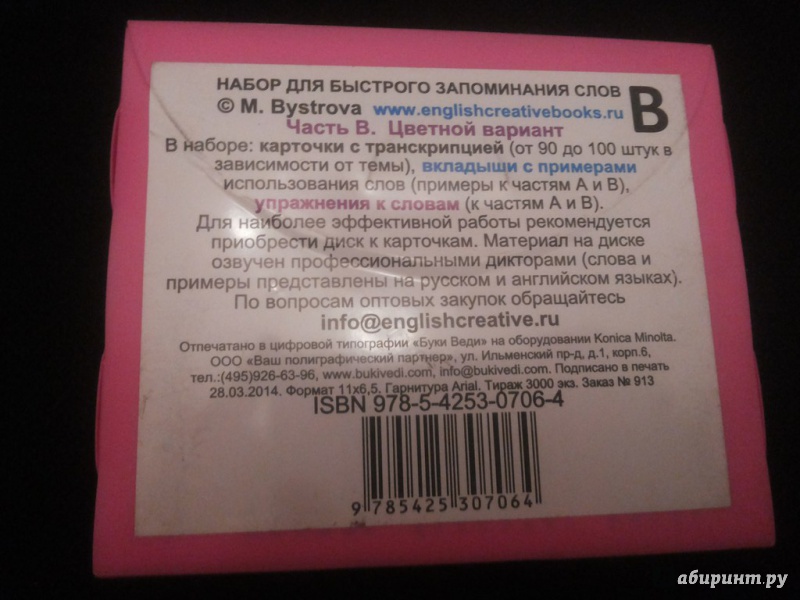 НАБОР ДЛЯ БЫСТРОГО ЗАПОМИНАНИЯ СЛОВ
© M. Bystrova www.englishcreativebooks.ru
B
Часть B. Цветной вариант
В наборе: карточки с транскрипцией (от 90 до 100 штук в
зависимости от темы), вкладыши с примерами
использования слов (примеры к частям А и В),
упражнения к словам (к частям А и В).
Для наиболее эффективной работы рекомендуется
приобрести диск к карточкам. Материал на диске
озвучен профессиональными дикторами (слова и
примеры представлены на русском и английском языках).
По вопросам оптовых закупок обращайтесь
info@englishcreative.ru
Отпечатано в цифровой типографии «Буки Веди» на оборудовании Konica Minolta.
ООО «Ваш полиграфический партнер», ул. Ильменский пр-д, д.1, корп.6,
тел.:(495)926-63-96, www.bukivedi.com, info@bukivedi.com. Подписано в печать
28.03.2014. Формат 11х6,5. Гарнитура Arial. Тираж 3000 экз. Заказ № 913
ISBN 978-5-4253-0706-4
9 785425 307064
абиринт.ру